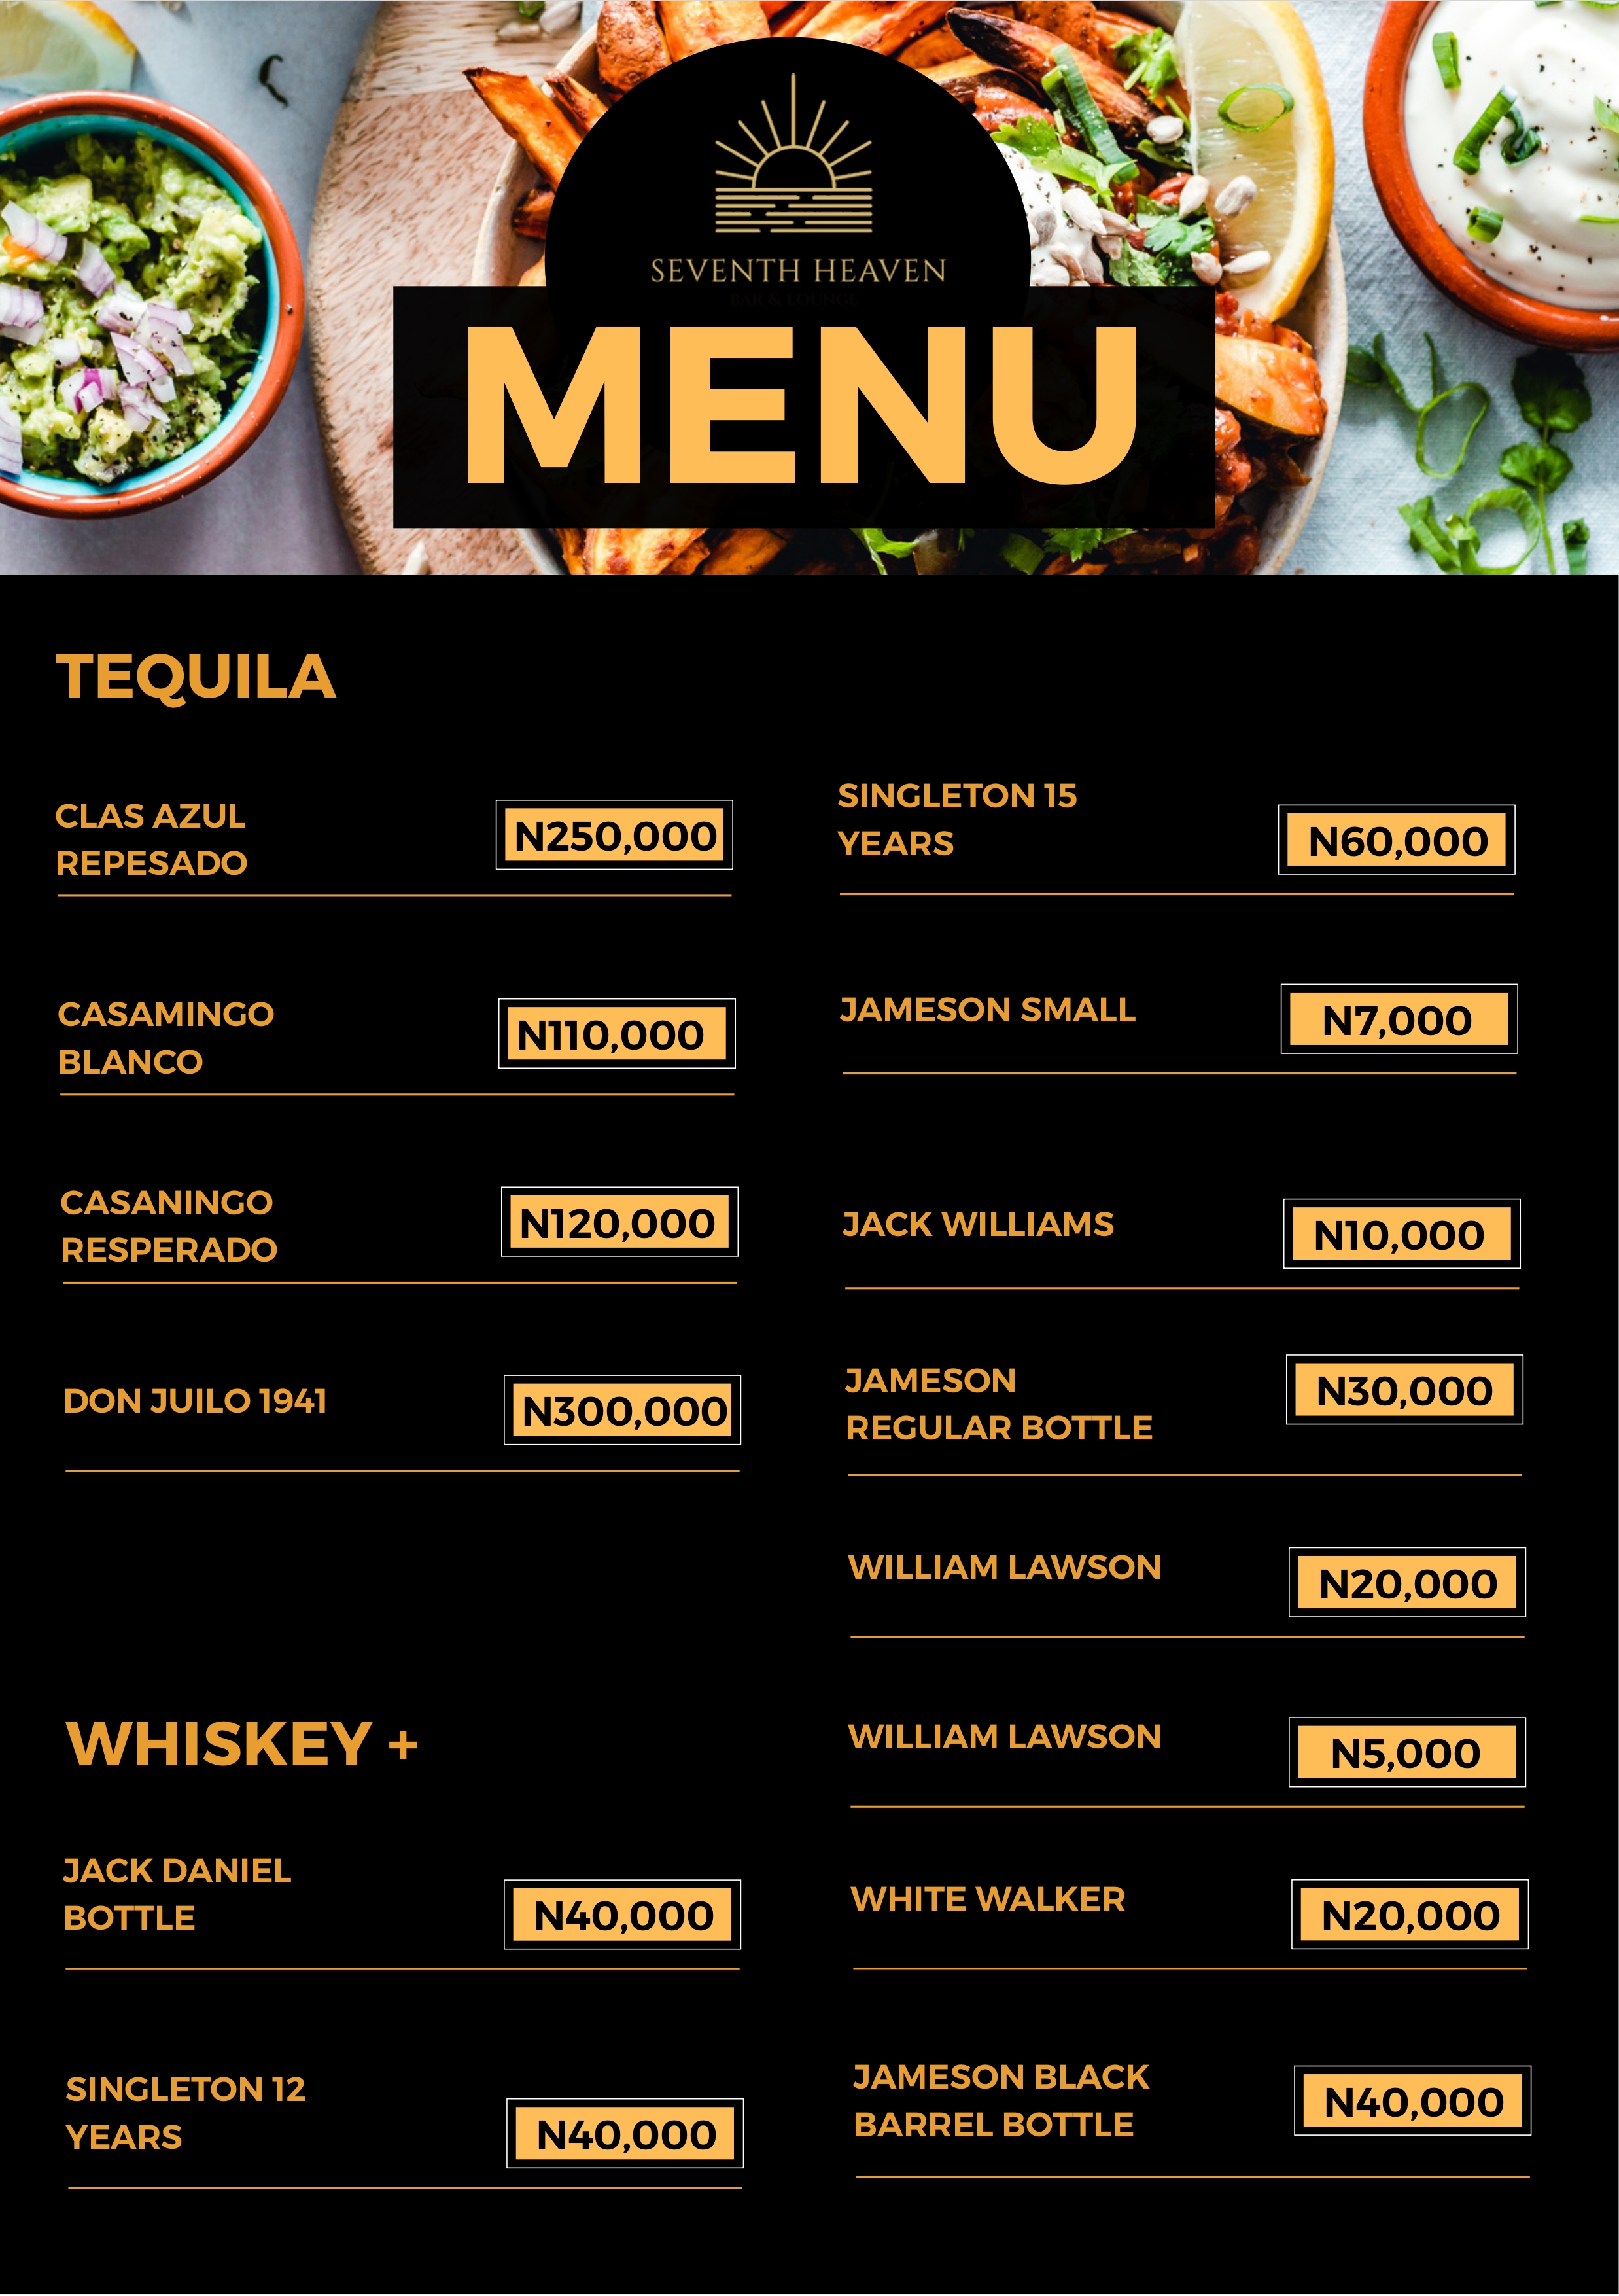 SEVENTH HEAVEN
BAR & LOUNGE
MENU
TEQUILA
CLAS AZUL
REPESADO
N250,000
CASAMINGO
BLANCO
N110,000
CASANINGO
RESPERADO
N120,000
DON JUILO 1941
N300,000
WHISKEY +
JACK DANIEL
BOTTLE
N40,000
SINGLETON 12
YEARS
N40,000
SINGLETON 15
YEARS
N60,000
JAMESON SMALL
N7,000
JACK WILLIAMS
N10,000
JAMESON
REGULAR BOTTLE
N30,000
WILLIAM LAWSON
N20,000
WILLIAM LAWSON
N5,000
WHITE WALKER
N20,000
JAMESON BLACK
BARREL BOTTLE
N40,000